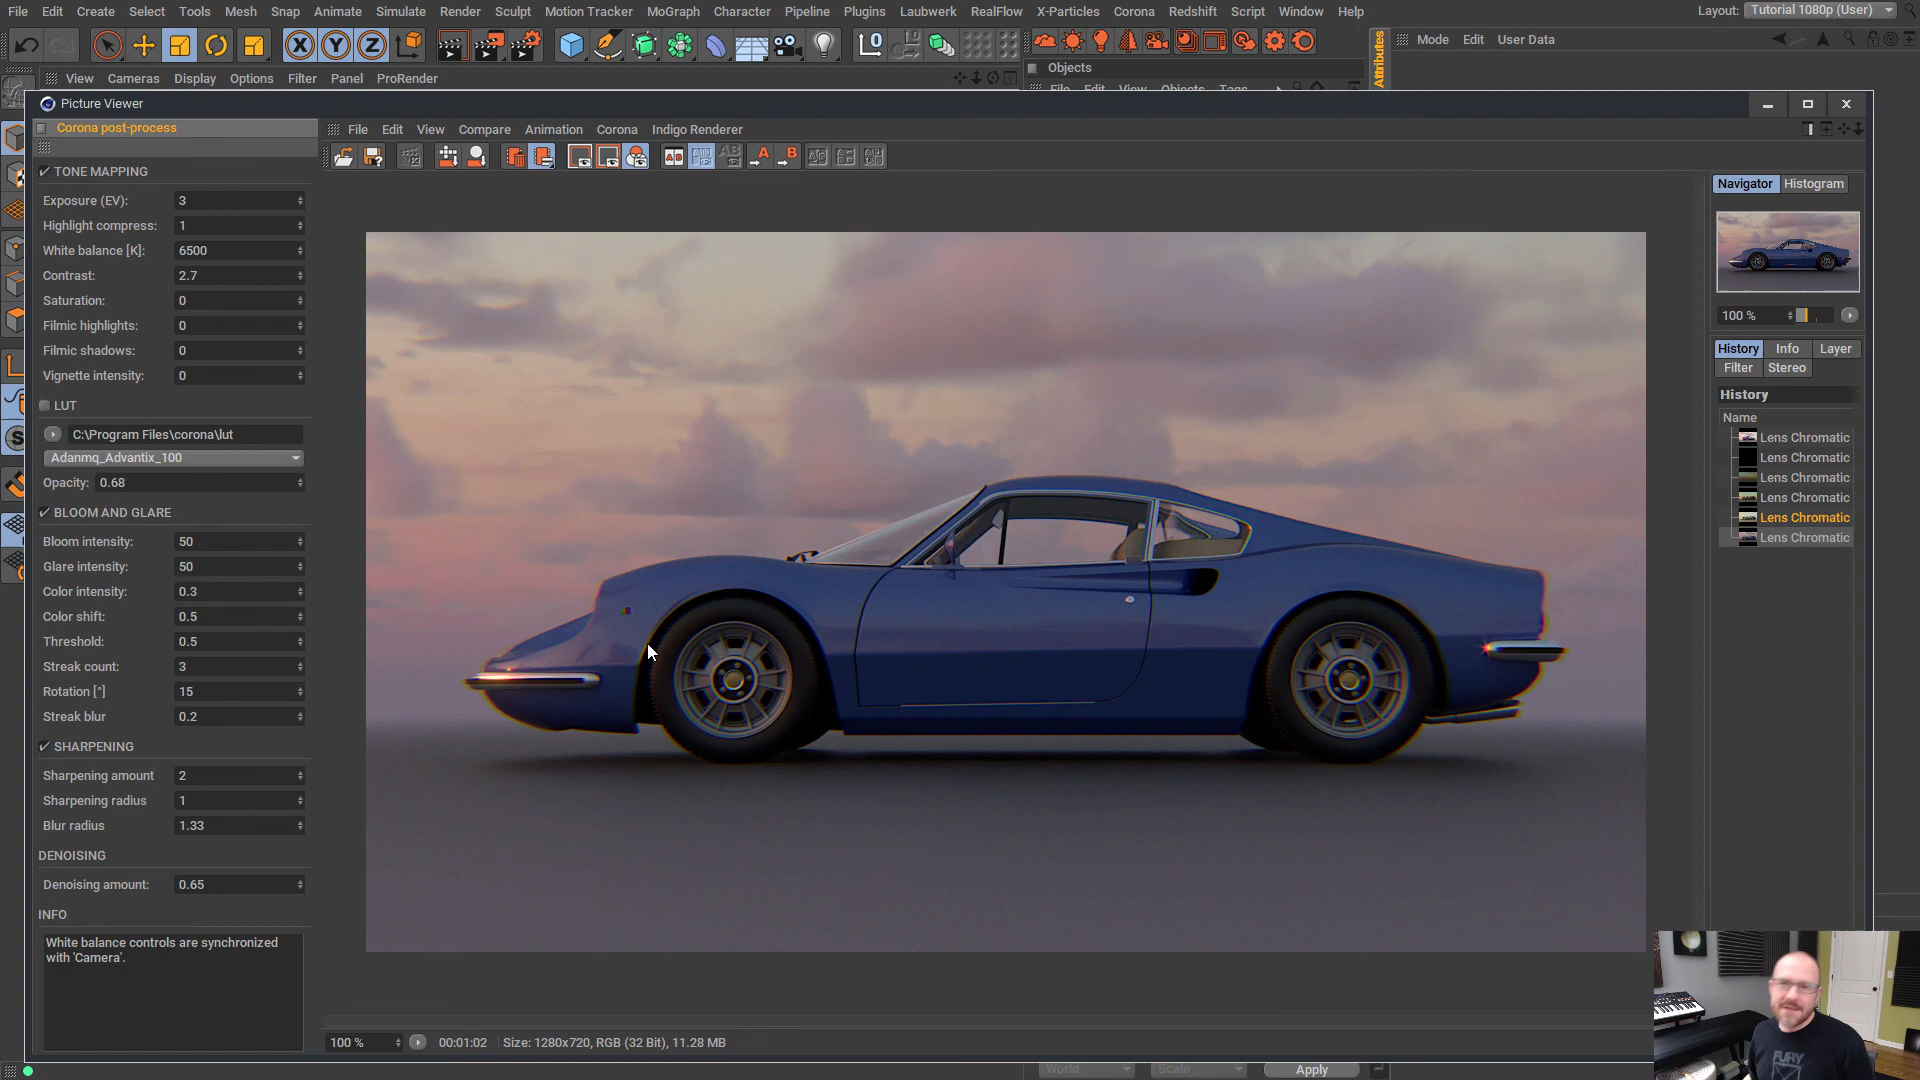 File Edit Create Select Tools Mesh Snap Animate Simulate Render Sculpt Motion Tracker MoGraph Character Pipeline Plugins Laubwerk RealFlow X-Particles Corona Redshift Script Window Help
Layout: Tutorial 1080p (User)
X Y Z
Attributes
Mode Edit User Data
Objects
View Cameras Display Options Filter Panel ProRender
File Edit View Objects Tags
Picture Viewer
Corona post-process
File Edit View Compare Animation Corona Indigo Renderer
TONE MAPPING
Exposure (EV): 3
Highlight compress: 1
White balance [K]: 6500
Contrast: 2.7
Saturation: 0
Filmic highlights: 0
Filmic shadows: 0
Vignette intensity: 0
LUT
C:\Program Files\corona\lut
Adanmq_Advantix_100
Opacity: 0.68
BLOOM AND GLARE
Bloom intensity: 50
Glare intensity: 50
Color intensity: 0.3
Color shift: 0.5
Threshold: 0.5
Streak count: 3
Rotation [°] 15
Streak blur 0.2
SHARPENING
Sharpening amount 2
Sharpening radius 1
Blur radius 1.33
DENOISING
Denoising amount: 0.65
INFO
White balance controls are synchronized
with 'Camera'.
Navigator Histogram
100 %
History Info Layer
Filter Stereo
History
Name
Lens Chromatic
Lens Chromatic
Lens Chromatic
Lens Chromatic
Lens Chromatic
Lens Chromatic
100 % 00:01:02 Size: 1280x720, RGB (32 Bit), 11.28 MB
World Scale Apply
FURY